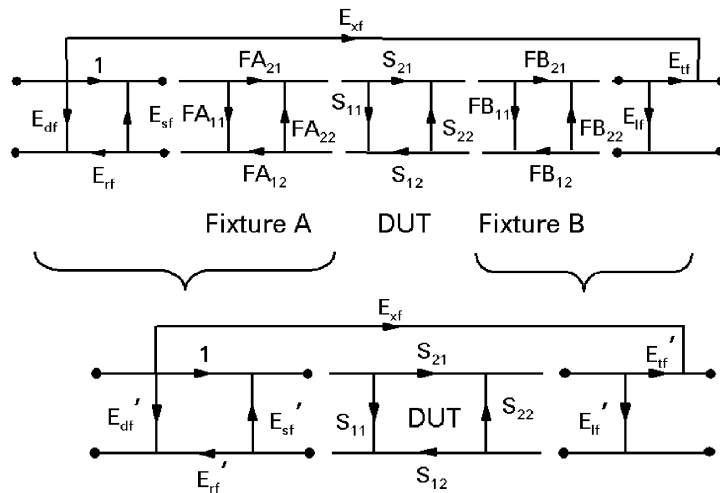 E_xf
1 FA_21 S_21 FB_21 E_tf
E_df E_sf FA_11 FA_22 S_11 S_22 FB_11 FB_22 E_lf
E_rf FA_12 S_12 FB_12
Fixture A DUT Fixture B
E_xf
1 S_21 E_tf'
E_df' E_sf' S_11 DUT S_22 E_lf'
E_rf' S_12